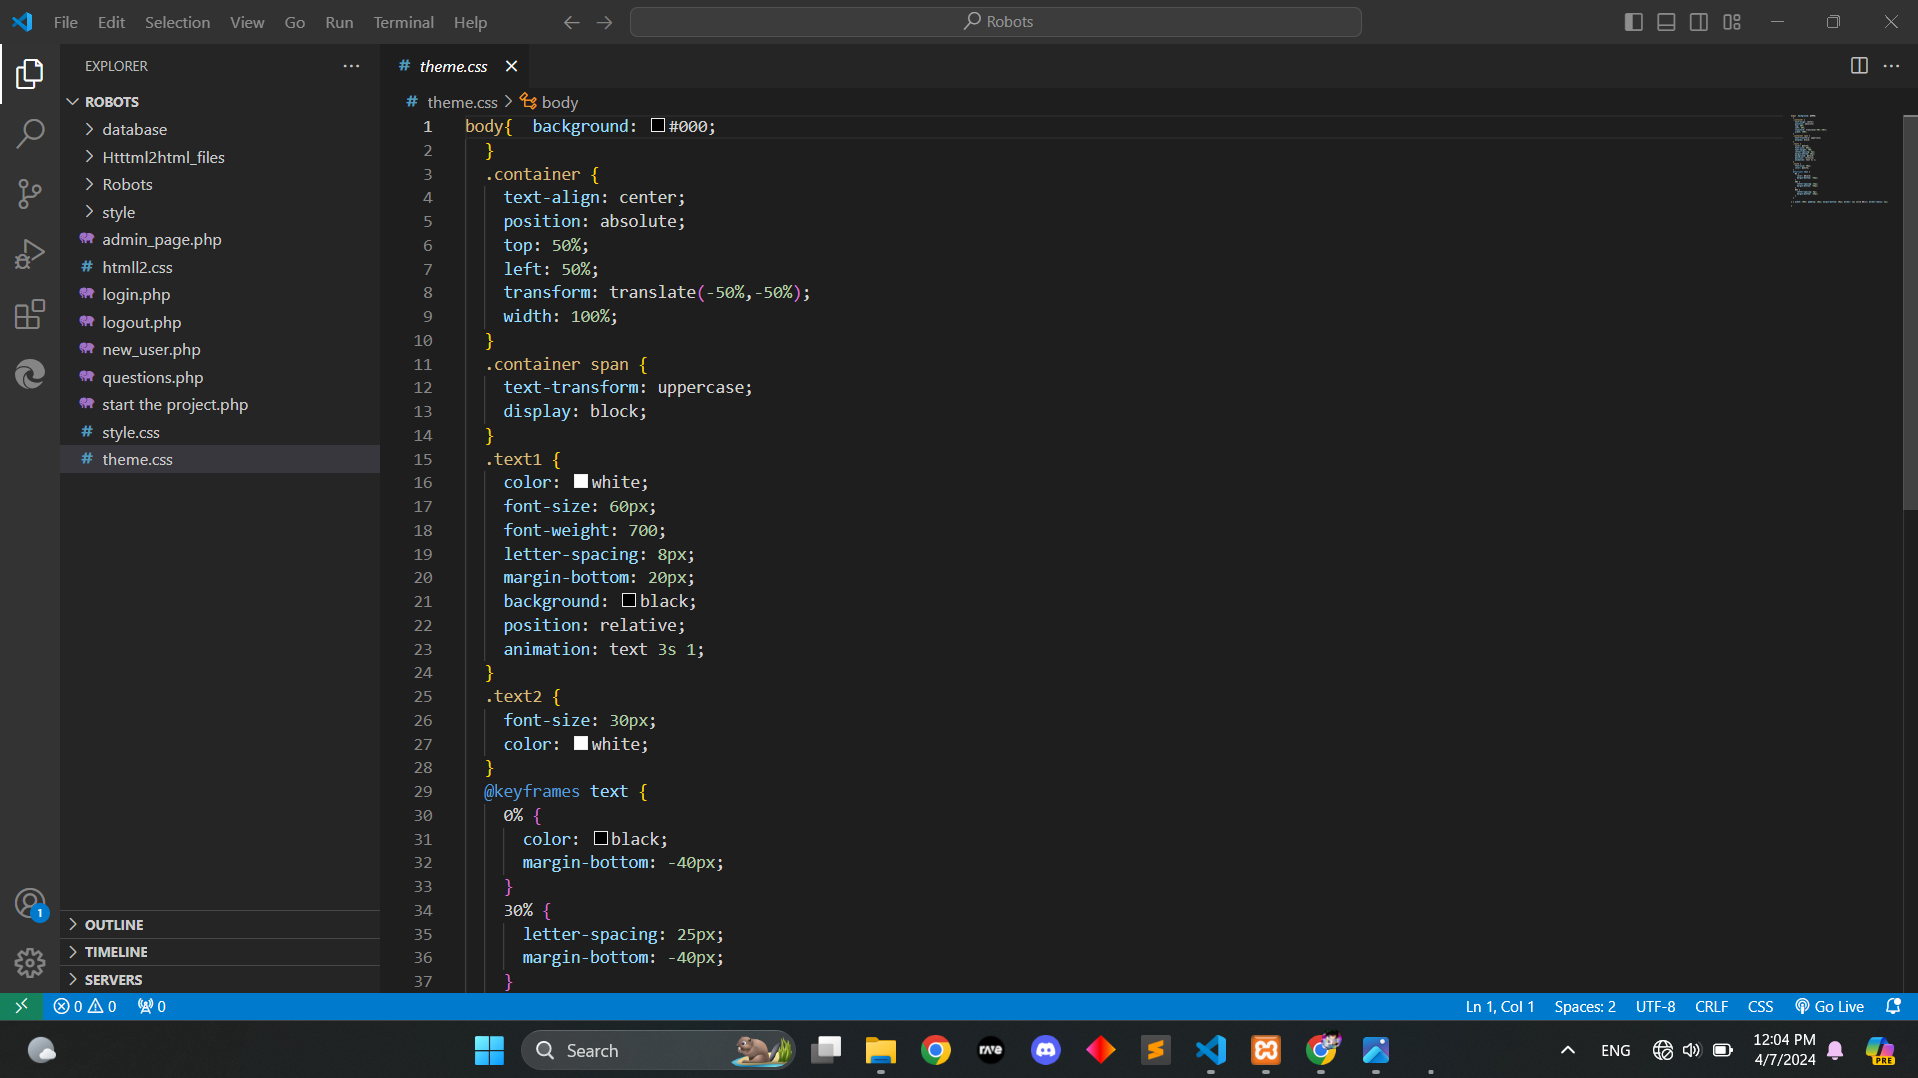 File Edit Selection View Go Run Terminal Help
Robots
EXPLORER
ROBOTS
database
Htttml2html_files
Robots
style
admin_page.php
htmll2.css
login.php
logout.php
new_user.php
questions.php
start the project.php
style.css
theme.css
OUTLINE
TIMELINE
SERVERS
# theme.css
# theme.css > body
1 body{ background: #000;
2 }
3 .container {
4 text-align: center;
5 position: absolute;
6 top: 50%;
7 left: 50%;
8 transform: translate(-50%,-50%);
9 width: 100%;
10 }
11 .container span {
12 text-transform: uppercase;
13 display: block;
14 }
15 .text1 {
16 color: white;
17 font-size: 60px;
18 font-weight: 700;
19 letter-spacing: 8px;
20 margin-bottom: 20px;
21 background: black;
22 position: relative;
23 animation: text 3s 1;
24 }
25 .text2 {
26 font-size: 30px;
27 color: white;
28 }
29 @keyframes text {
30 0% {
31 color: black;
32 margin-bottom: -40px;
33 }
34 30% {
35 letter-spacing: 25px;
36 margin-bottom: -40px;
37 }
1
0 0 0
Ln 1, Col 1 Spaces: 2 UTF-8 CRLF CSS Go Live
Search
rave
ENG
12:04 PM
4/7/2024
PRE